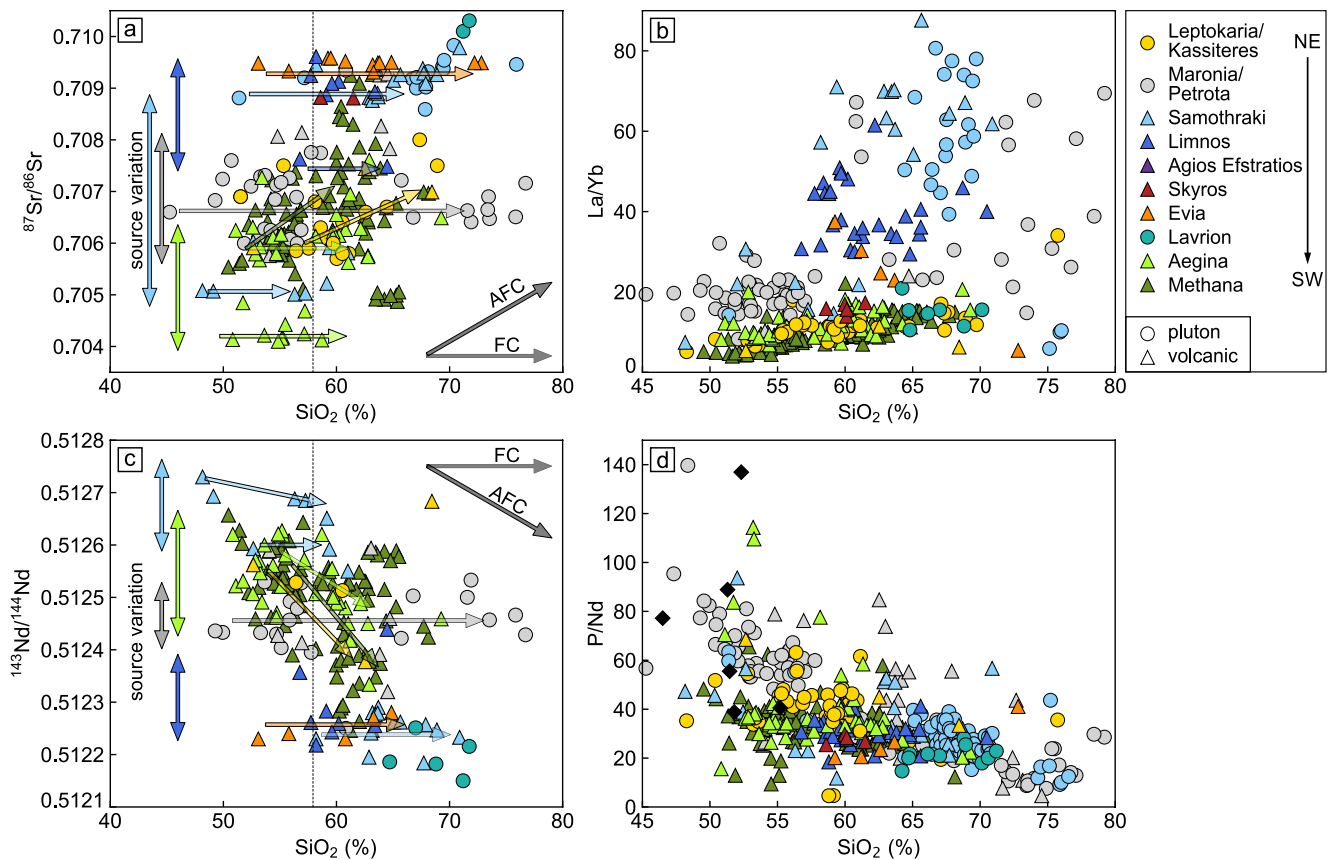 a
0.710
0.709
0.708
0.707
0.706
0.705
0.704
87Sr/86Sr
source variation
AFC
FC
40 50 60 70 80
SiO2 (%)
b
80
60
40
20
0
La/Yb
45 50 55 60 65 70 75 80
SiO2 (%)
Leptokaria/
Kassiteres
Maronia/
Petrota
Samothraki
Limnos
Agios Efstratios
Skyros
Evia
Lavrion
Aegina
Methana
NE
SW
pluton
volcanic
c
0.5128
0.5127
0.5126
0.5125
0.5124
0.5123
0.5122
0.5121
143Nd/144Nd
source variation
FC
AFC
40 50 60 70 80
SiO2 (%)
d
140
120
100
80
60
40
20
0
P/Nd
45 50 55 60 65 70 75 80
SiO2 (%)